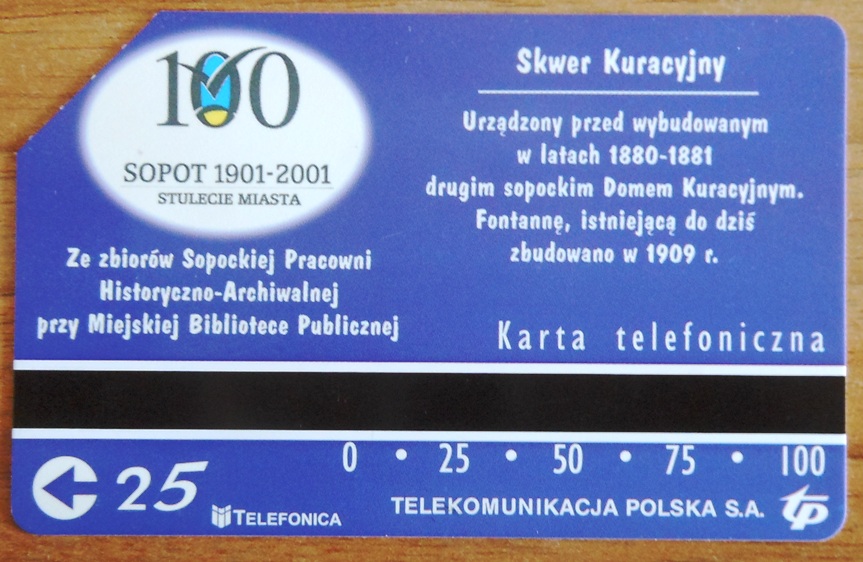 100
SOPOT 1901-2001
STULECIE MIASTA
Ze zbiorów Sopockiej Pracowni
Historyczno-Archiwalnej
przy Miejskiej Bibliotece Publicznej
Skwer Kuracyjny
Urządzony przed wybudowanym
w latach 1880-1881
drugim sopockim Domem Kuracyjnym.
Fontannę, istniejącą do dziś
zbudowano w 1909 r.
Karta telefoniczna
0 • 25 • 50 • 75 • 100
25
TELEFONICA
TELEKOMUNIKACJA POLSKA S.A. tp